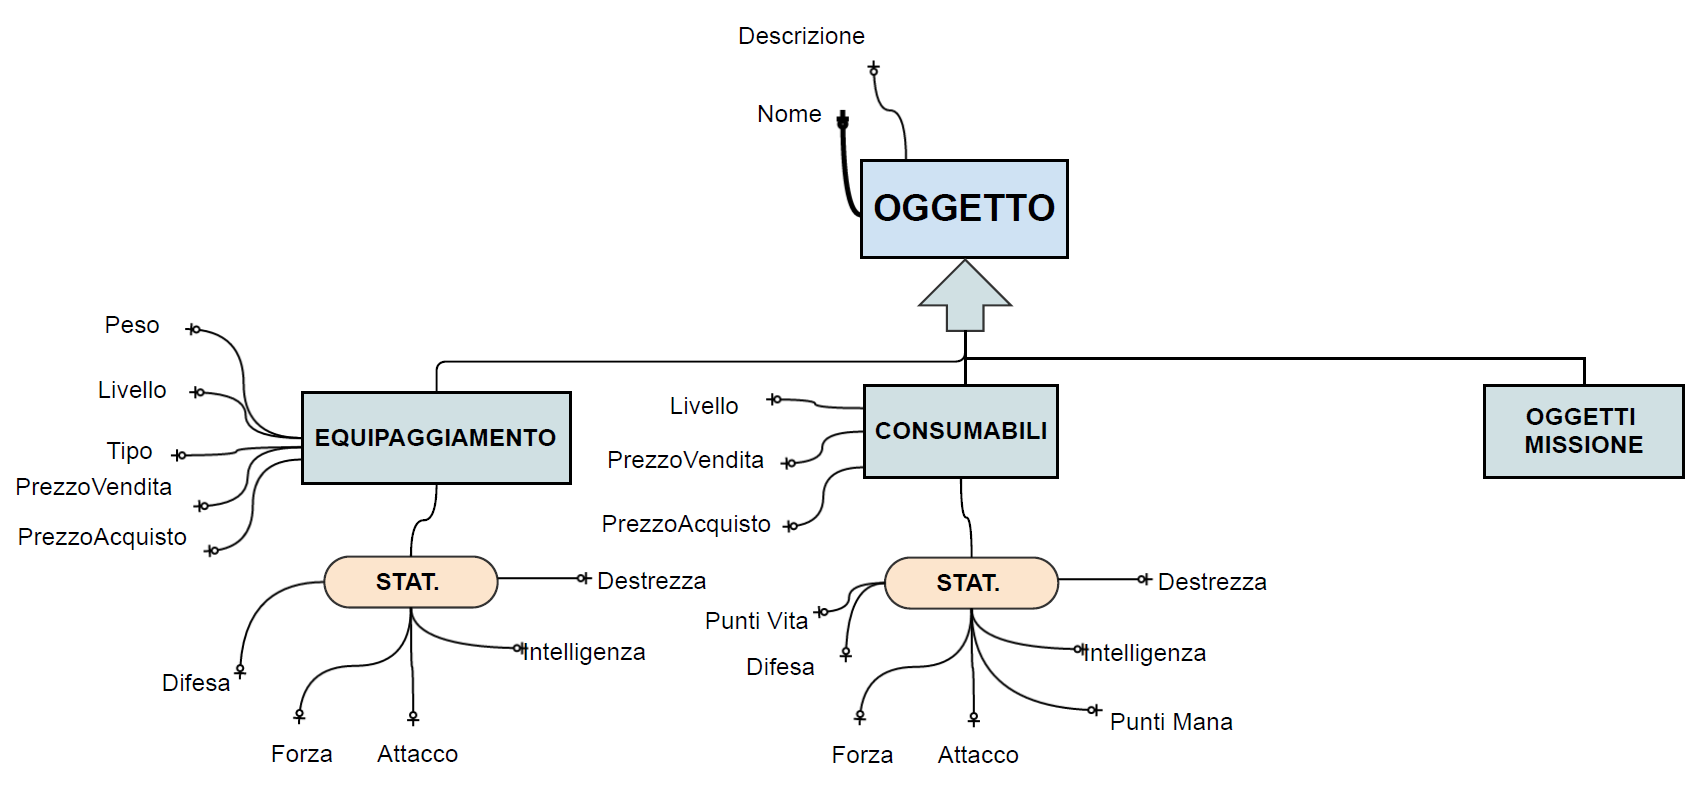 Descrizione
Nome
OGGETTO
Peso
Livello
Tipo
PrezzoVendita
PrezzoAcquisto
EQUIPAGGIAMENTO
Livello
PrezzoVendita
PrezzoAcquisto
CONSUMABILI
OGGETTI
MISSIONE
STAT.
Destrezza
Intelligenza
Difesa
Forza
Attacco
STAT.
Destrezza
Punti Vita
Intelligenza
Difesa
Punti Mana
Forza
Attacco